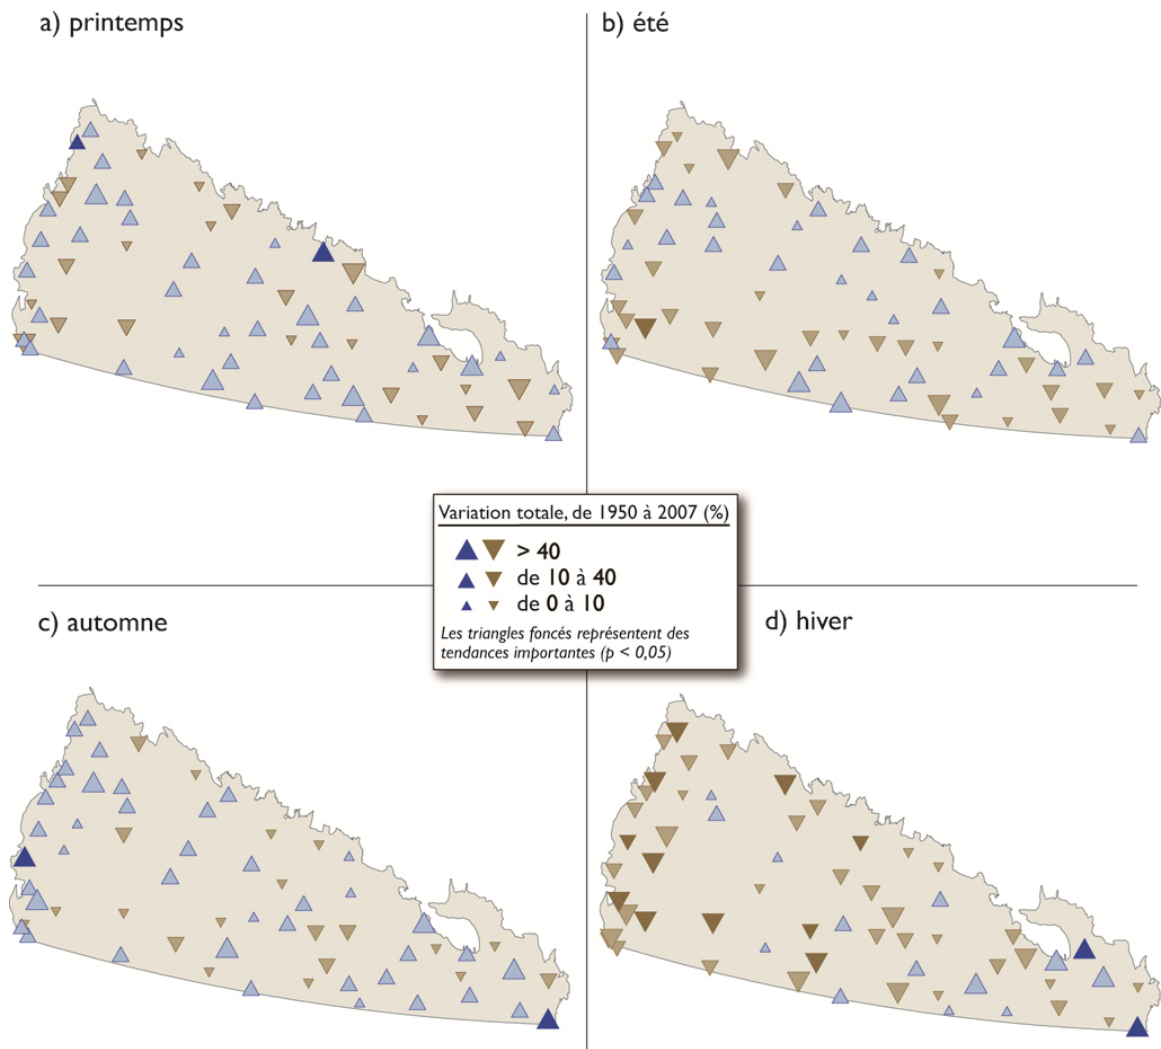 a) printemps
b) été
Variation totale, de 1950 à 2007 (%)
> 40
de 10 à 40
de 0 à 10
Les triangles foncés représentent des
tendances importantes (p < 0,05)
c) automne
d) hiver